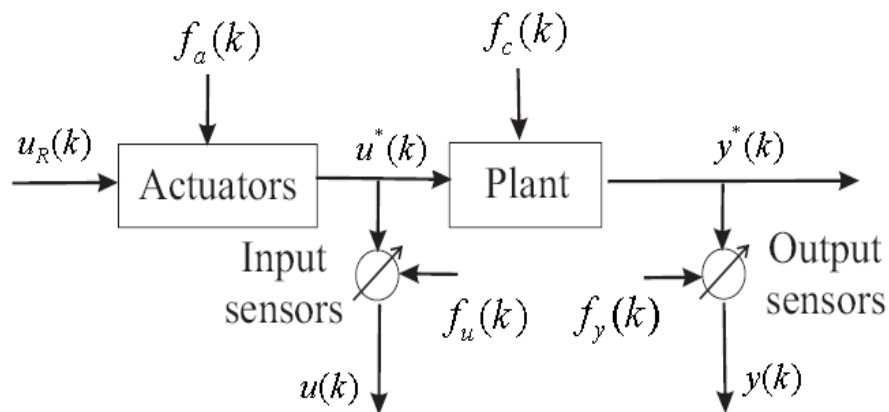 f_a(k)
f_c(k)
u_R(k)
u*(k)
y*(k)
Actuators
Plant
Input
sensors
Output
sensors
f_u(k)
f_y(k)
u(k)
y(k)